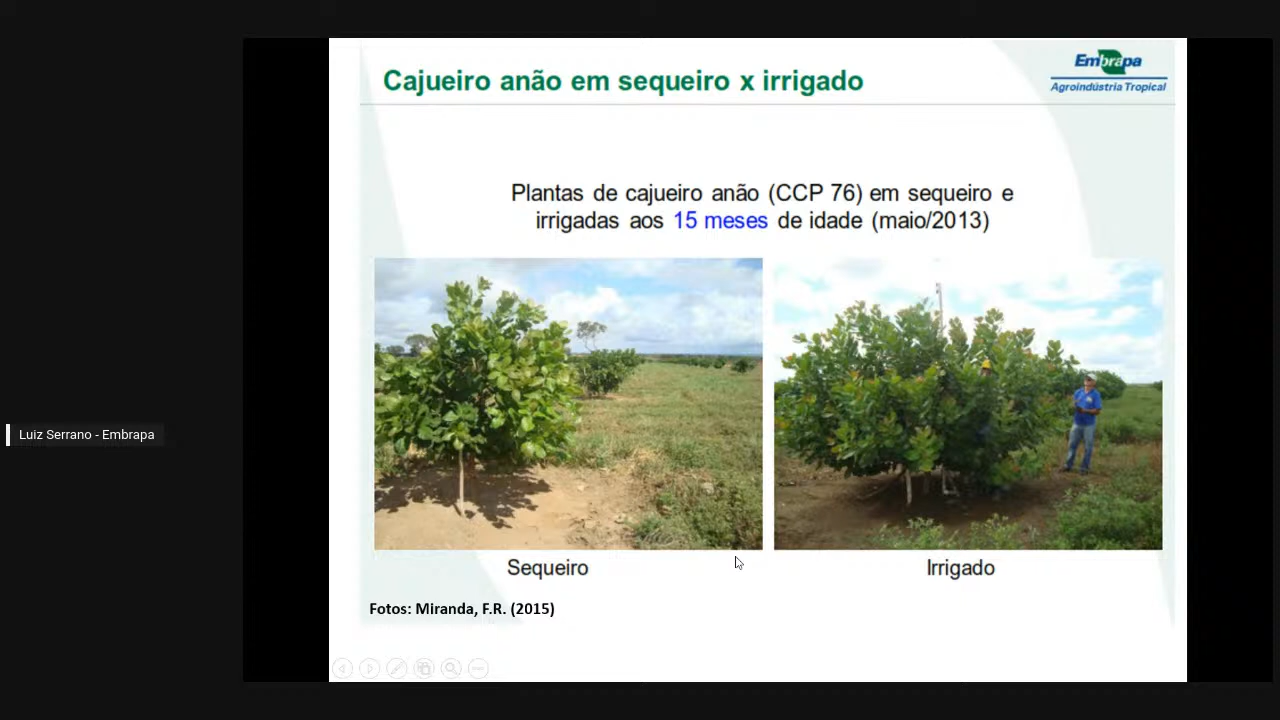 Cajueiro anão em sequeiro x irrigado
Embrapa
Agroindústria Tropical
Plantas de cajueiro anão (CCP 76) em sequeiro e
irrigadas aos 15 meses de idade (maio/2013)
Luiz Serrano - Embrapa
Sequeiro
Irrigado
Fotos: Miranda, F.R. (2015)